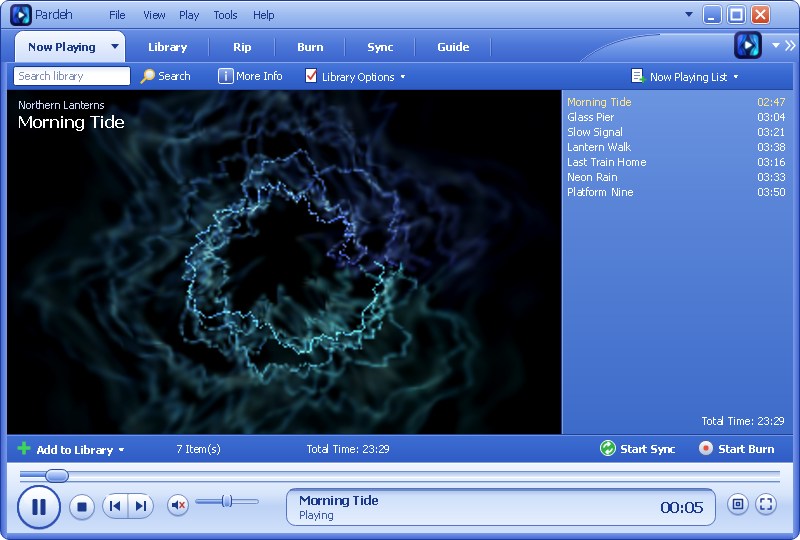 Pardeh File View Play Tools Help
Now Playing Library Rip Burn Sync Guide
Search library Search More Info Library Options Now Playing List
Northern Lanterns
Morning Tide
Morning Tide 02:47
Glass Pier 03:04
Slow Signal 03:21
Lantern Walk 03:38
Last Train Home 03:16
Neon Rain 03:33
Platform Nine 03:50
Total Time: 23:29
Add to Library 7 Item(s) Total Time: 23:29 Start Sync Start Burn
Morning Tide
Playing
00:05